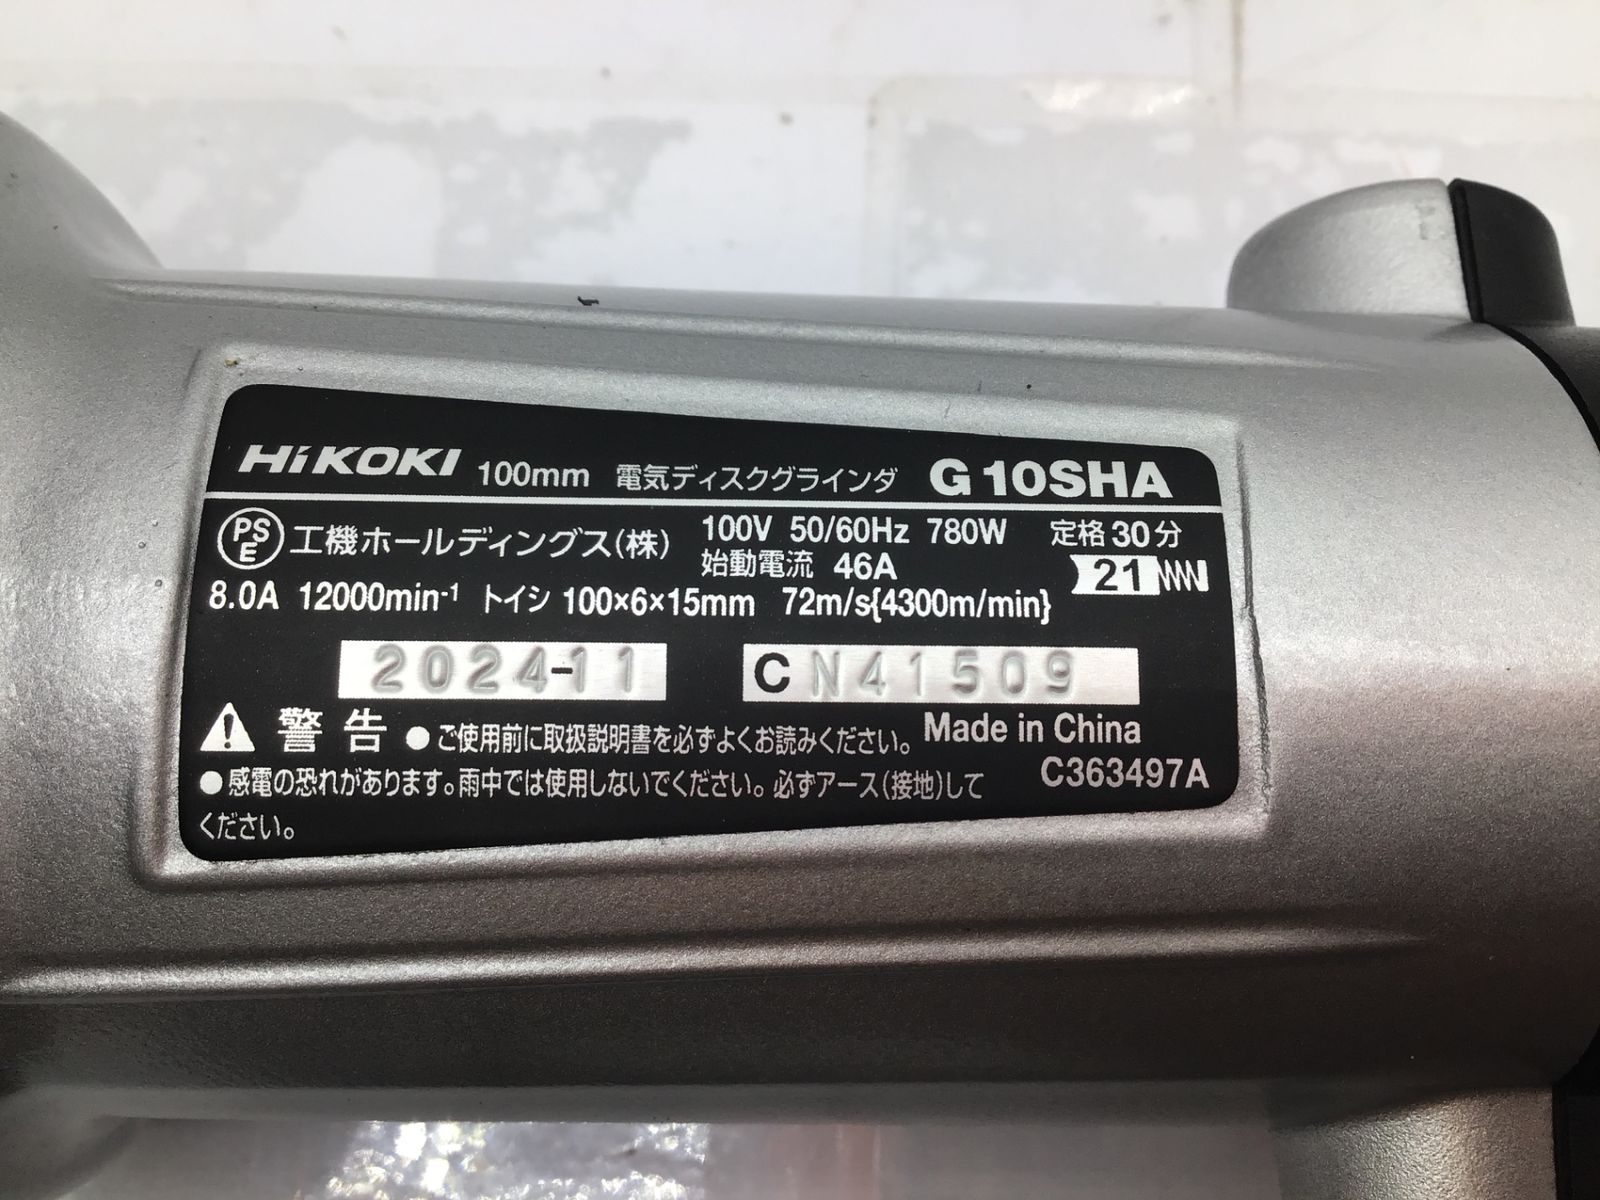 HiKOKI 100mm 電気ディスクグラインダ G10SHA
PSE 工機ホールディングス(株) 100V 50/60Hz 780W 定格30分
始動電流 46A 21
8.0A 12000min-1 トイシ 100×6×15mm 72m/s{4300m/min}
2024-11 CN41509
警告 ●ご使用前に取扱説明書を必ずよくお読みください。 Made in China
●感電の恐れがあります。雨中では使用しないでください。必ずアース(接地)して C363497A
ください。